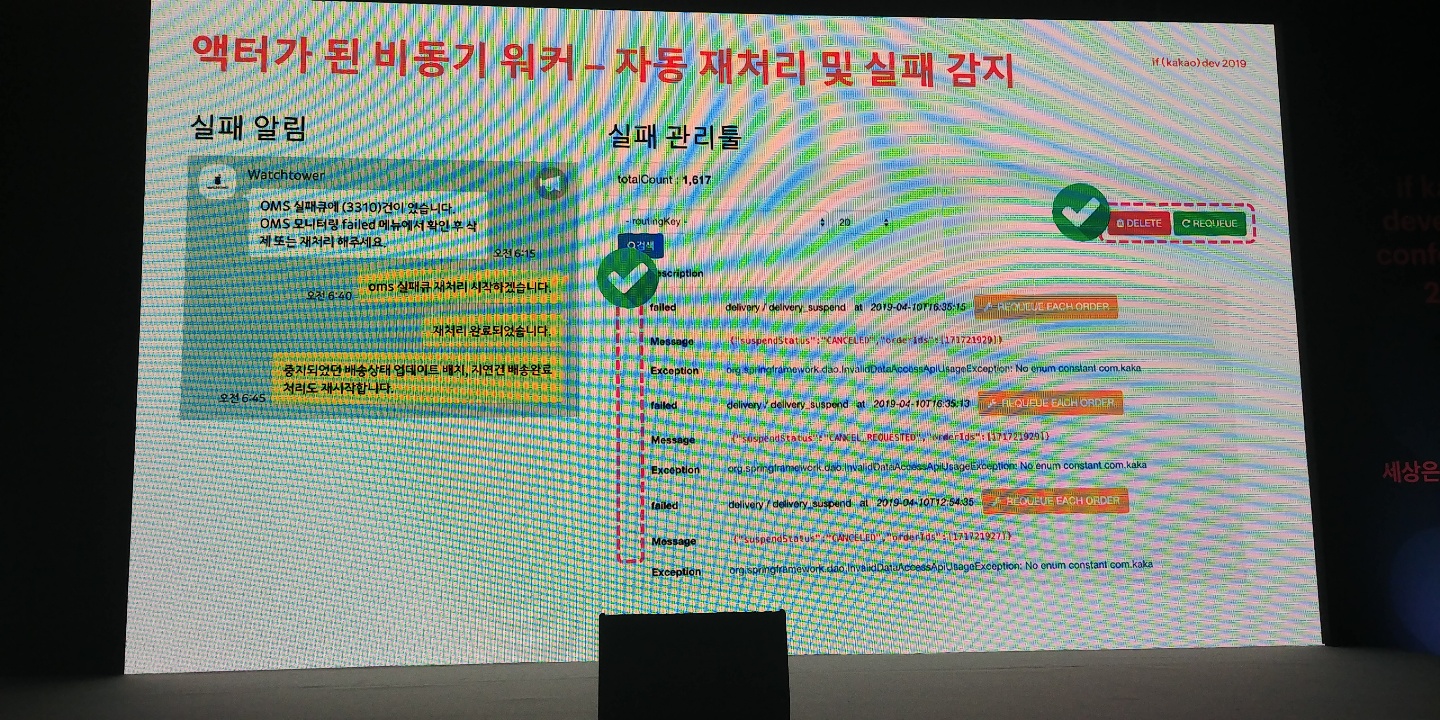 액터가 된 비동기 워커 – 자동 재처리 및 실패 감지
if(kakao)dev 2019
실패 알림
Watchtower
OMS 실패큐에 (3310)건이 있습니다.
OMS 모니터링 failed 메뉴에서 확인 후 삭
제 또는 재처리 해주세요.
오전 6:15
oms 실패큐 재처리 시작하겠습니다.
오전 6:40
재처리 완료되었습니다.
중지되었던 배송상태 업데이트 배치, 지연건 배송완료
처리도 재시작합니다.
오전 6:45
실패 관리툴
totalCount : 1,617
- routingKey -
20
DELETE
REQUEUE
검색
escription
failed delivery / delivery_suspend at 2019-04-10T16:35:15 REQUEUE EACH ORDER
Message {"suspendStatus":"CANCELED","orderIds":[171721929]}
Exception org.springframework.dao.InvalidDataAccessApiUsageException: No enum constant com.kaka
failed delivery / delivery_suspend at 2019-04-10T16:35:13 REQUEUE EACH ORDER
Message {"suspendStatus":"CANCEL_REQUESTED","orderIds":[171721929]}
Exception org.springframework.dao.InvalidDataAccessApiUsageException: No enum constant com.kaka
failed delivery / delivery_suspend at 2019-04-10T12:54:35 REQUEUE EACH ORDER
Message {"suspendStatus":"CANCELED","orderIds":[171721927]}
Exception org.springframework.dao.InvalidDataAccessApiUsageException: No enum constant com.kaka
if k
deve
conf
2
세상은